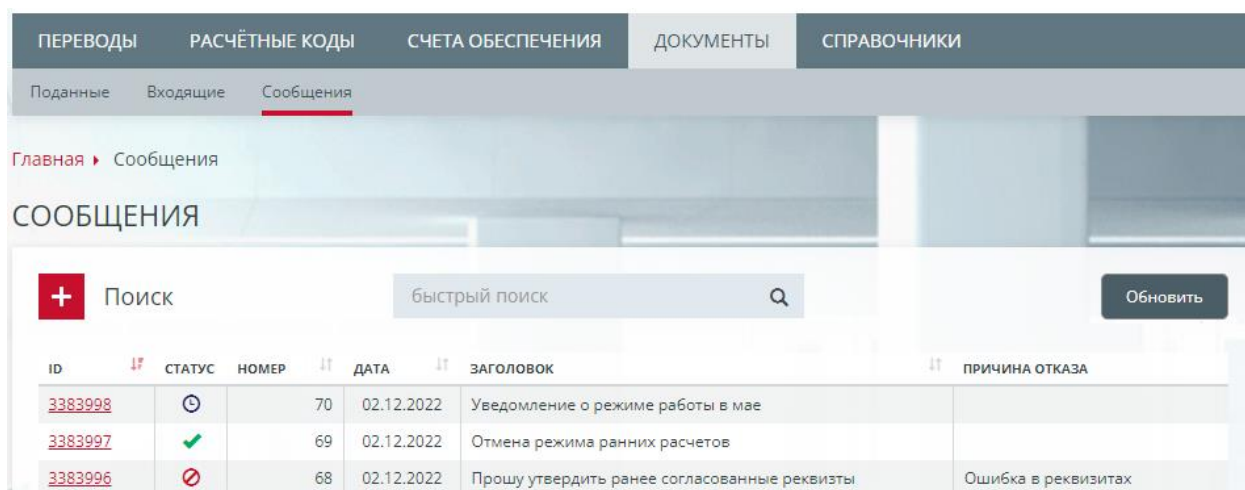 ПЕРЕВОДЫ РАСЧЁТНЫЕ КОДЫ СЧЕТА ОБЕСПЕЧЕНИЯ ДОКУМЕНТЫ СПРАВОЧНИКИ
Поданные Входящие Сообщения
Главная Сообщения
СООБЩЕНИЯ
+ Поиск быстрый поиск Обновить
ID СТАТУС НОМЕР ДАТА ЗАГОЛОВОК ПРИЧИНА ОТКАЗА
3383998 70 02.12.2022 Уведомление о режиме работы в мае
3383997 69 02.12.2022 Отмена режима ранних расчетов
3383996 68 02.12.2022 Прошу утвердить ранее согласованные реквизты Ошибка в реквизитах